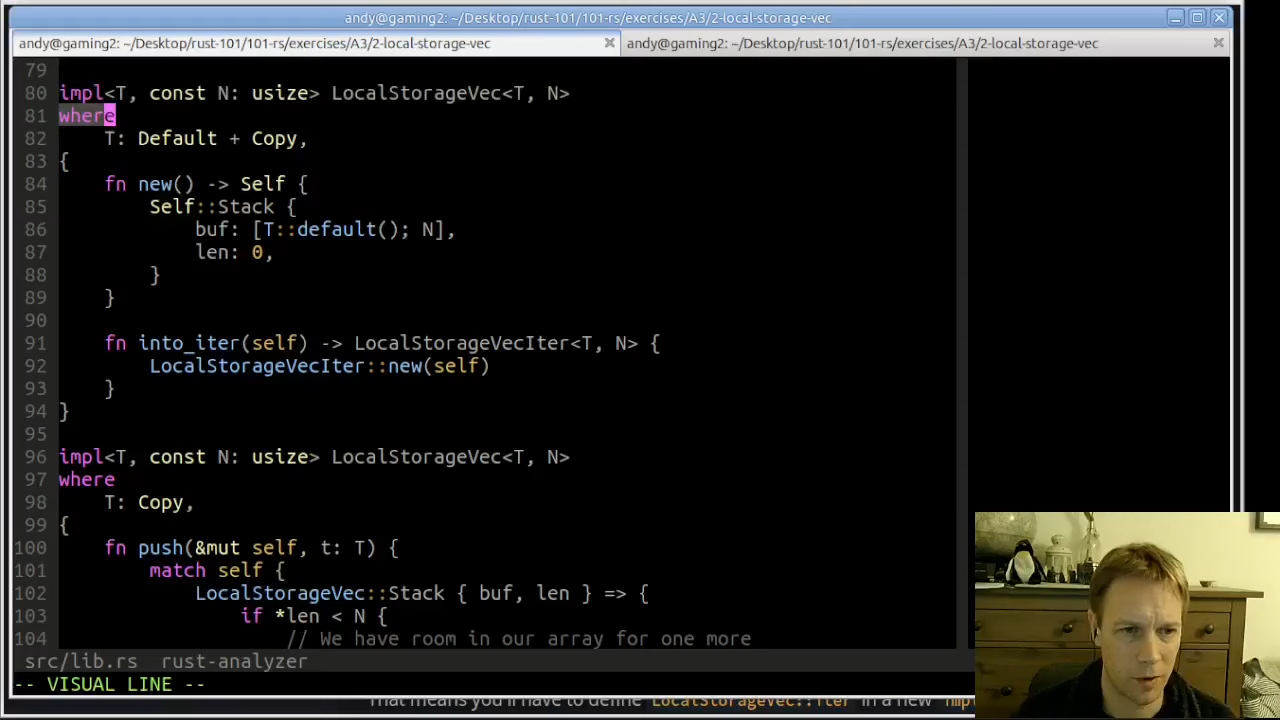 andy@gaming2: ~/Desktop/rust-101/101-rs/exercises/A3/2-local-storage-vec
andy@gaming2: ~/Desktop/rust-101/101-rs/exercises/A3/2-local-storage-vec
andy@gaming2: ~/Desktop/rust-101/101-rs/exercises/A3/2-local-storage-vec
79
80 impl<T, const N: usize> LocalStorageVec<T, N>
81 where
82     T: Default + Copy,
83 {
84     fn new() -> Self {
85         Self::Stack {
86             buf: [T::default(); N],
87             len: 0,
88         }
89     }
90
91     fn into_iter(self) -> LocalStorageVecIter<T, N> {
92         LocalStorageVecIter::new(self)
93     }
94 }
95
96 impl<T, const N: usize> LocalStorageVec<T, N>
97 where
98     T: Copy,
99 {
100     fn push(&mut self, t: T) {
101         match self {
102             LocalStorageVec::Stack { buf, len } => {
103                 if *len < N {
104                     // We have room in our array for one more
src/lib.rs  rust-analyzer
-- VISUAL LINE --
That means you'll have to define LocalStorageVec::iter in a new